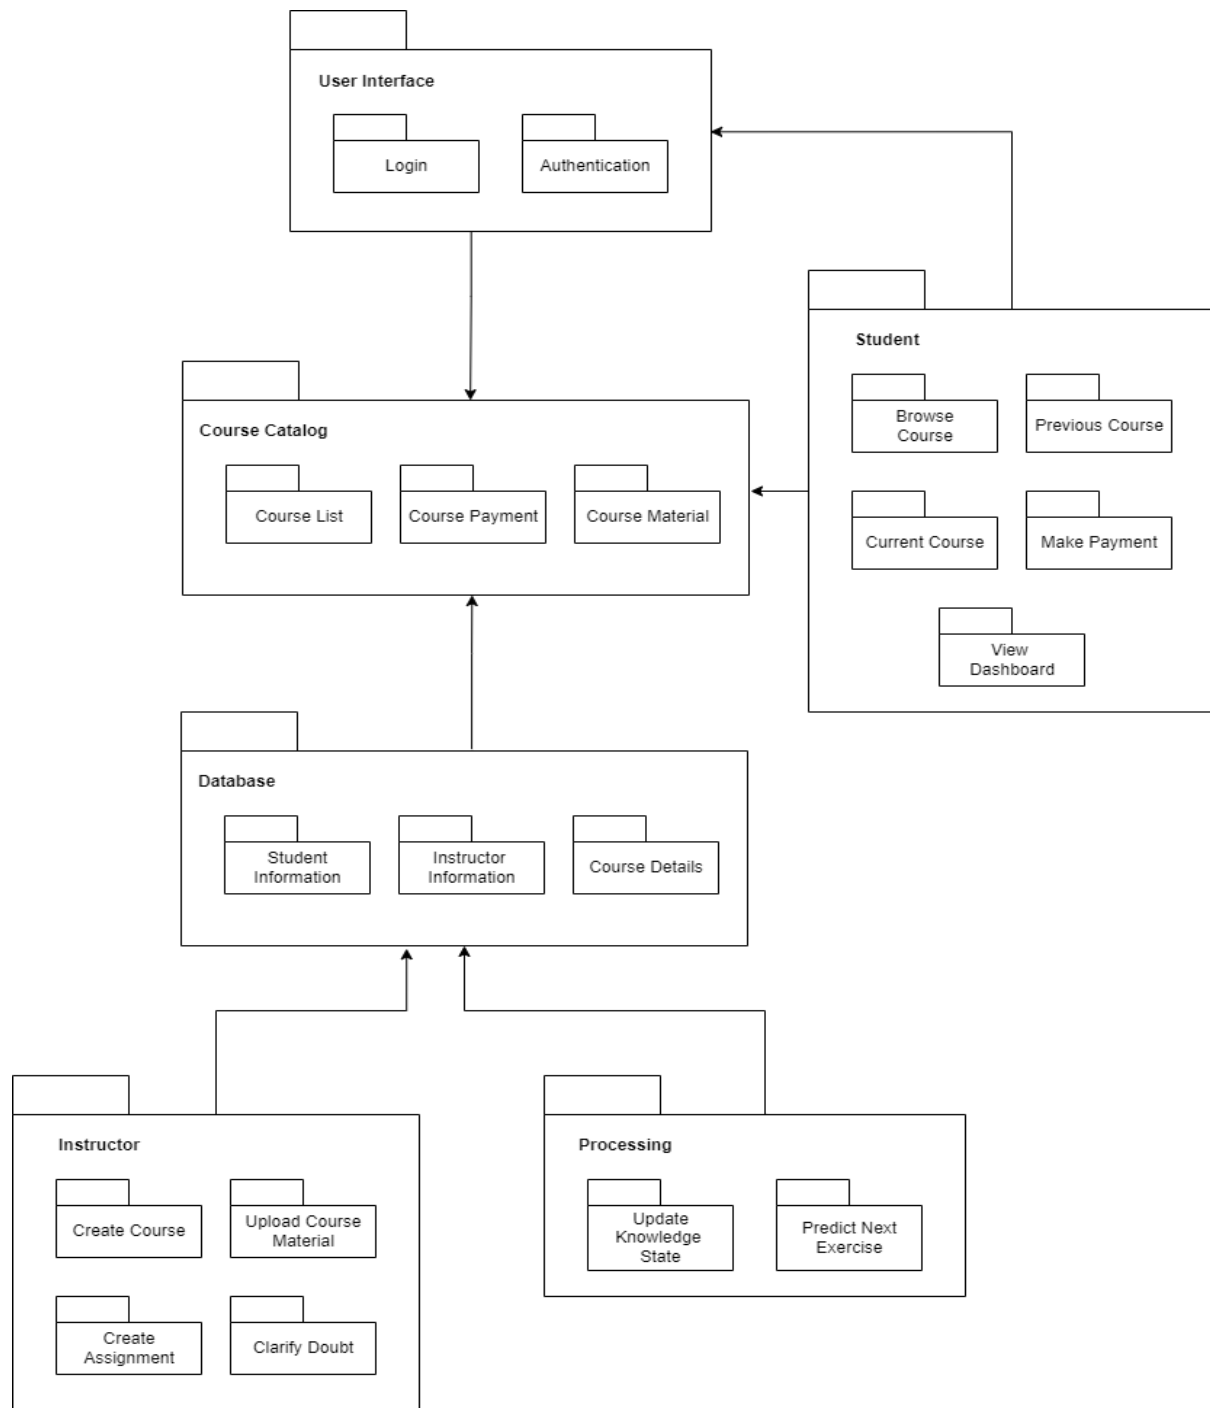 User Interface
Login
Authentication
Student
Browse
Course
Previous Course
Course Catalog
Course List
Course Payment
Course Material
Current Course
Make Payment
View
Dashboard
Database
Student
Information
Instructor
Information
Course Details
Instructor
Create Course
Upload Course
Material
Create
Assignment
Clarify Doubt
Processing
Update
Knowledge
State
Predict Next
Exercise